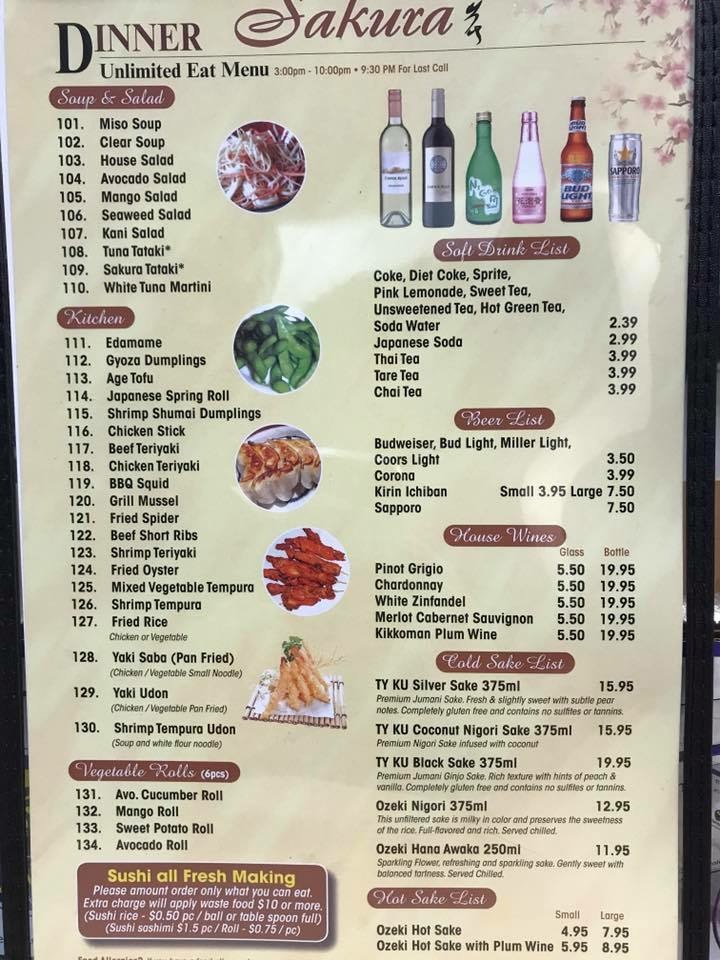 Sakura
DINNER
Unlimited Eat Menu 3:00pm - 10:00pm • 9:30 PM For Last Call
Soup & Salad
101. Miso Soup
102. Clear Soup
103. House Salad
104. Avocado Salad
105. Mango Salad
106. Seaweed Salad
107. Kani Salad
108. Tuna Tataki*
109. Sakura Tataki*
110. White Tuna Martini
Kitchen
111. Edamame
112. Gyoza Dumplings
113. Age Tofu
114. Japanese Spring Roll
115. Shrimp Shumai Dumplings
116. Chicken Stick
117. Beef Teriyaki
118. Chicken Teriyaki
119. BBQ Squid
120. Grill Mussel
121. Fried Spider
122. Beef Short Ribs
123. Shrimp Teriyaki
124. Fried Oyster
125. Mixed Vegetable Tempura
126. Shrimp Tempura
127. Fried Rice
Chicken or Vegetable
128. Yaki Saba (Pan Fried)
(Chicken / Vegetable Small Noodle)
129. Yaki Udon
(Chicken / Vegetable Pan Fried)
130. Shrimp Tempura Udon
(Soup and white flour noodle)
Vegetable Rolls (6pcs)
131. Avo. Cucumber Roll
132. Mango Roll
133. Sweet Potato Roll
134. Avocado Roll
Sushi all Fresh Making
Please amount order only what you can eat.
Extra charge will apply waste food $10 or more.
(Sushi rice - $0.50 pc / ball or table spoon full)
(Sushi sashimi $1.5 pc / Roll - $0.75 / pc)
BUD
LIGHT
SAPPORO
Soft Drink List
Coke, Diet Coke, Sprite,
Pink Lemonade, Sweet Tea,
Unsweetened Tea, Hot Green Tea,
Soda Water 2.39
Japanese Soda 2.99
Thai Tea 3.99
Tare Tea 3.99
Chai Tea 3.99
Beer List
Budweiser, Bud Light, Miller Light,
Coors Light 3.50
Corona 3.99
Kirin Ichiban Small 3.95 Large 7.50
Sapporo 7.50
House Wines
Glass Bottle
Pinot Grigio 5.50 19.95
Chardonnay 5.50 19.95
White Zinfandel 5.50 19.95
Merlot Cabernet Sauvignon 5.50 19.95
Kikkoman Plum Wine 5.50 19.95
Cold Sake List
TY KU Silver Sake 375ml 15.95
Premium Jumani Sake. Fresh & slightly sweet with subtle pear
notes. Completely gluten free and contains no sulfites or tannins.
TY KU Coconut Nigori Sake 375ml 15.95
Premium Nigori Sake infused with coconut
TY KU Black Sake 375ml 19.95
Premium Jumani Ginjo Sake. Rich texture with hints of peach &
vanilla. Completely gluten free and contains no sulfites or tannins.
Ozeki Nigori 375ml 12.95
This unfiltered sake is milky in color and preserves the sweetness
of the rice. Full-flavored and rich. Served chilled.
Ozeki Hana Awaka 250ml 11.95
Sparkling Flower, refreshing and sparkling sake. Gently sweet with
balanced tartness. Served Chilled.
Hot Sake List
Small Large
Ozeki Hot Sake 4.95 7.95
Ozeki Hot Sake with Plum Wine 5.95 8.95